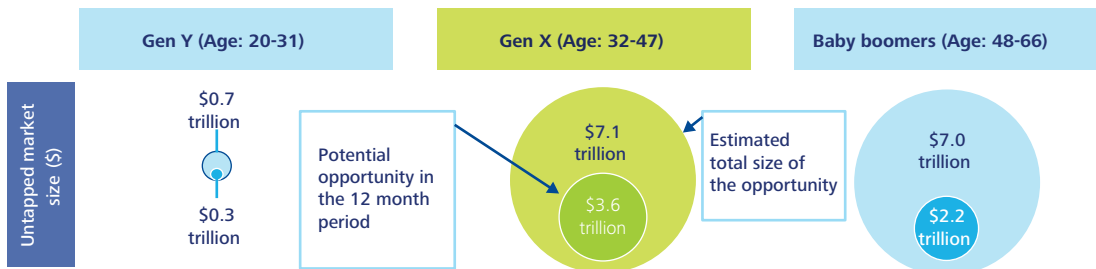 Gen Y (Age: 20-31)
Gen X (Age: 32-47)
Baby boomers (Age: 48-66)
Untapped market
size ($)
$0.7
trillion
$0.3
trillion
Potential
opportunity in
the 12 month
period
$7.1
trillion
$3.6
trillion
Estimated
total size of
the opportunity
$7.0
trillion
$2.2
trillion